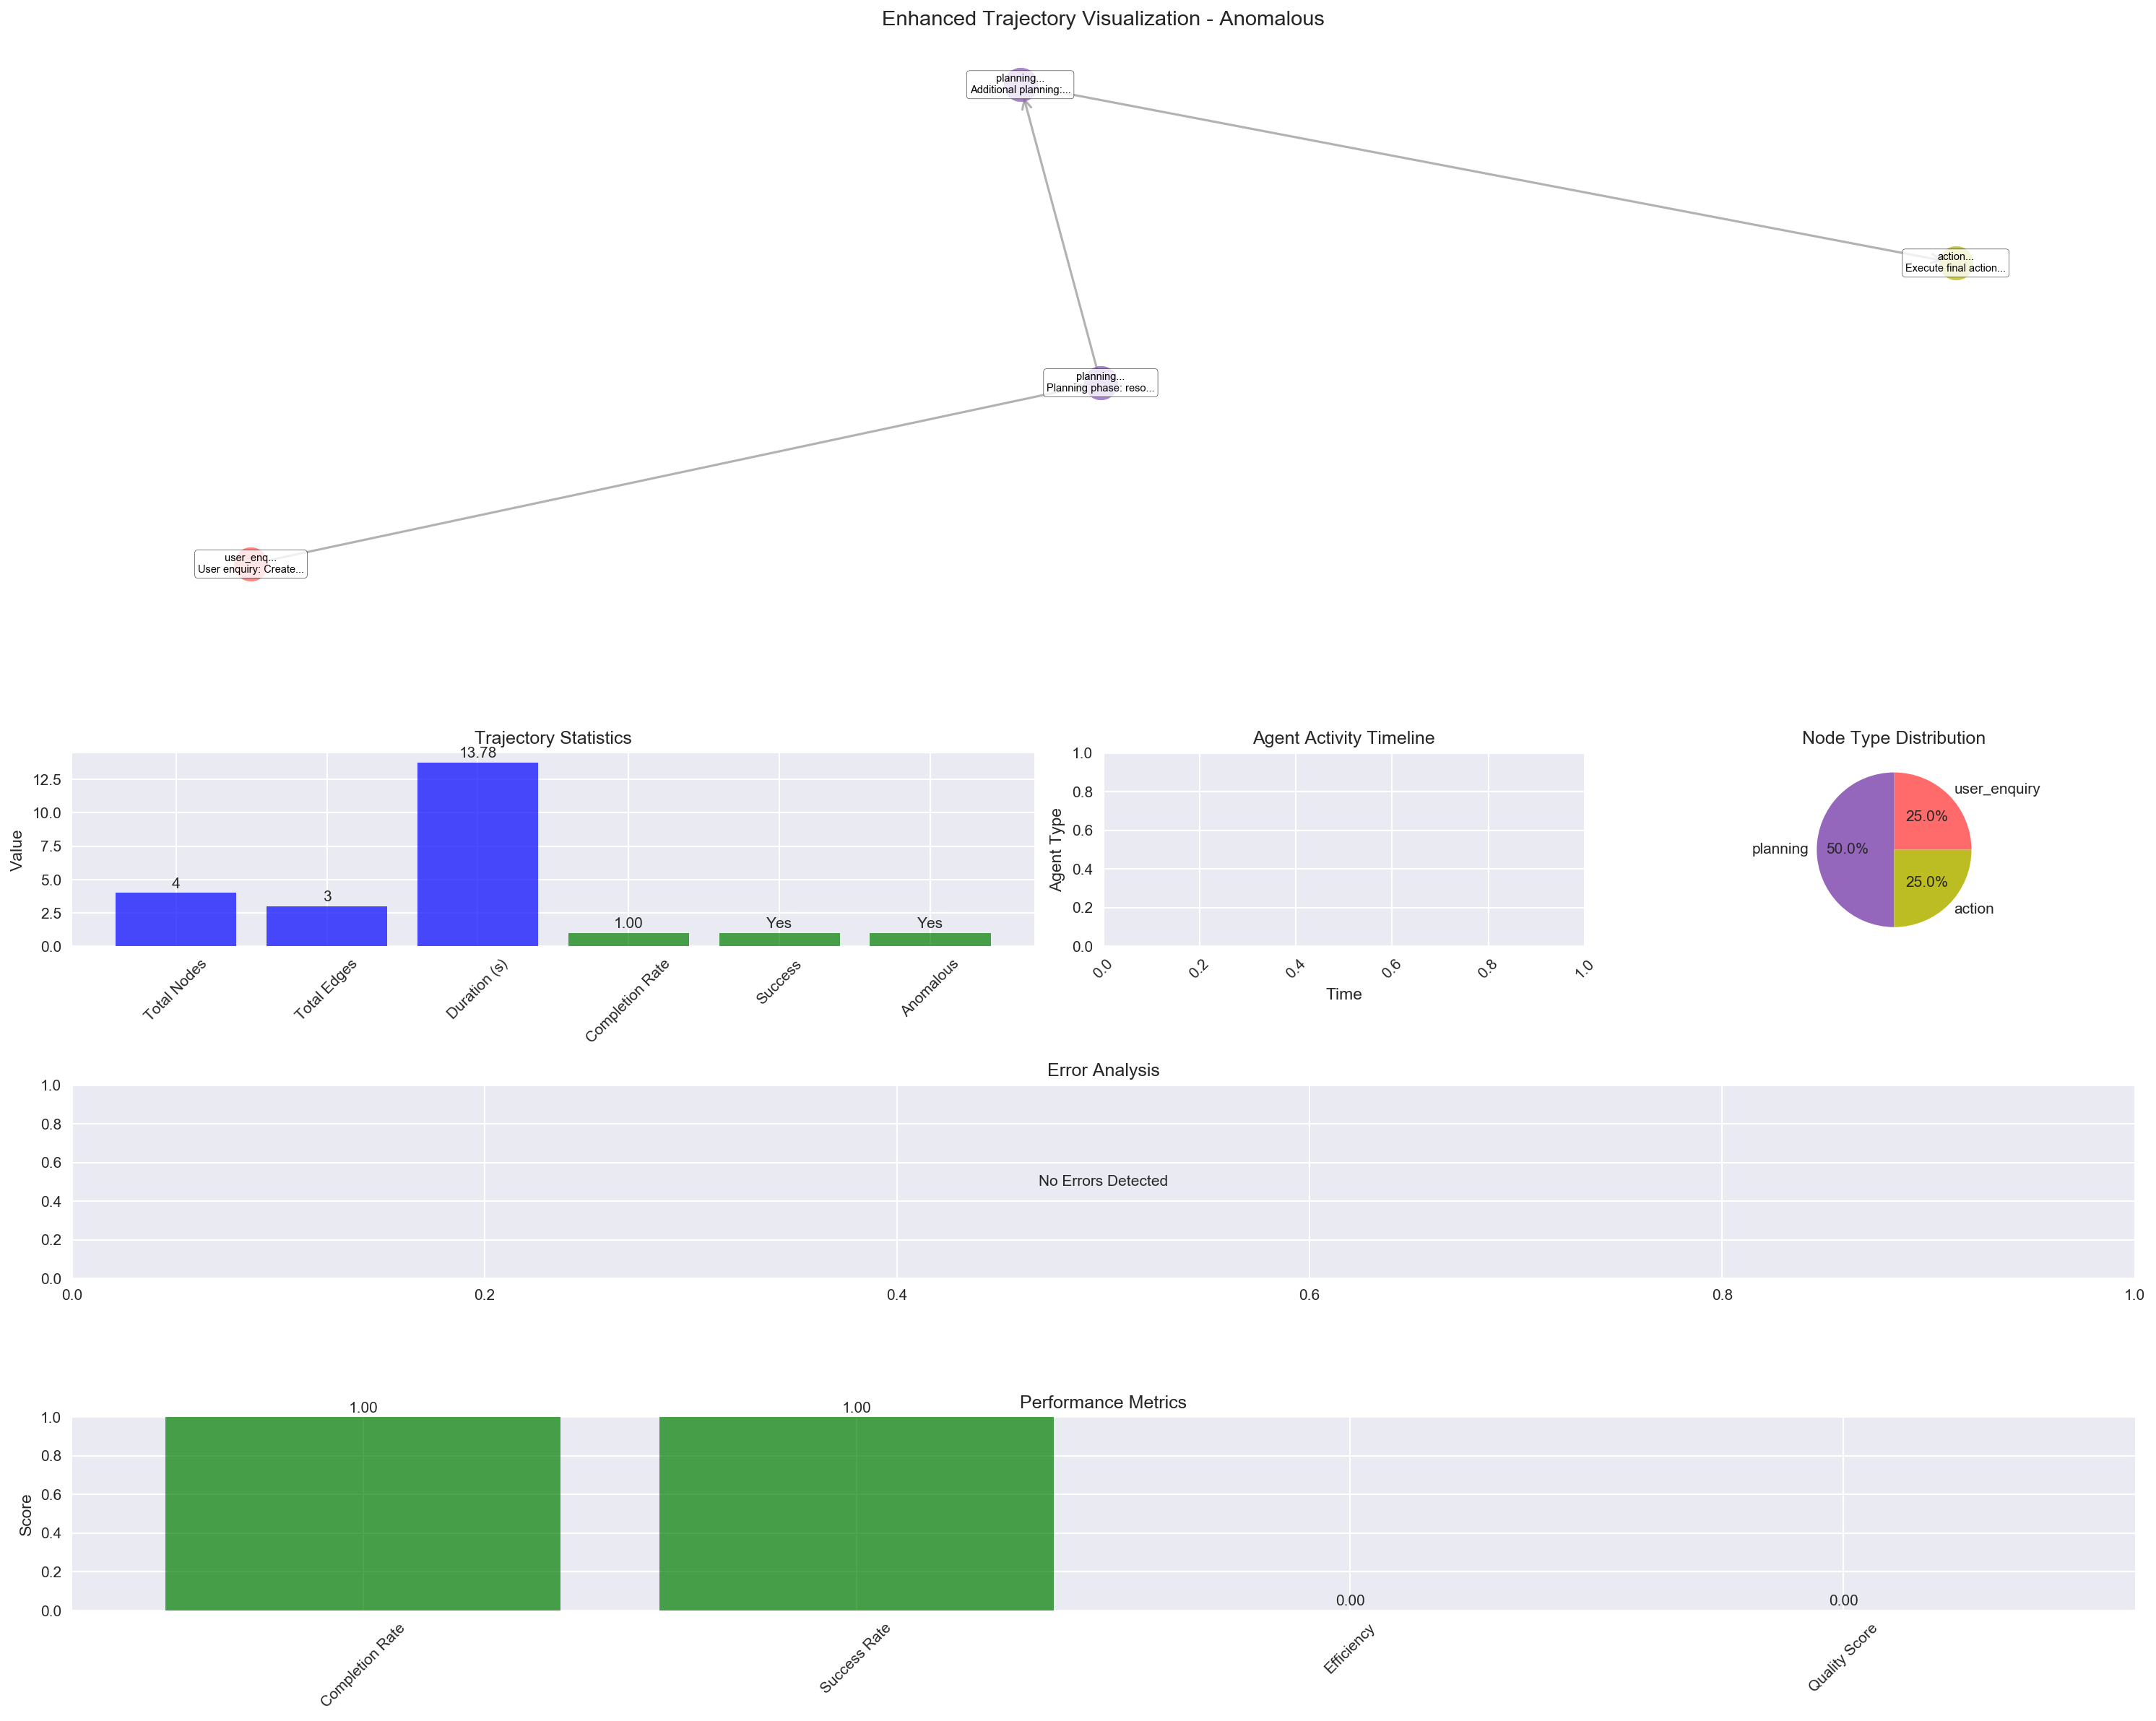 Enhanced Trajectory Visualization - Anomalous
planning...
Additional planning:...
action...
Execute final action...
planning...
Planning phase: reso...
user_enq...
User enquiry: Create...
Trajectory Statistics
Value
12.5
10.0
7.5
5.0
2.5
0.0
4
3
13.78
1.00
Yes
Yes
Total Nodes
Total Edges
Duration (s)
Completion Rate
Success
Anomalous
Agent Activity Timeline
Agent Type
1.0
0.8
0.6
0.4
0.2
0.0
0.0
0.2
0.4
0.6
0.8
1.0
Time
Node Type Distribution
user_enquiry
25.0%
planning
50.0%
25.0%
action
Error Analysis
1.0
0.8
0.6
0.4
0.2
0.0
No Errors Detected
0.0
0.2
0.4
0.6
0.8
1.0
Performance Metrics
Score
1.0
0.8
0.6
0.4
0.2
0.0
1.00
1.00
0.00
0.00
Completion Rate
Success Rate
Efficiency
Quality Score